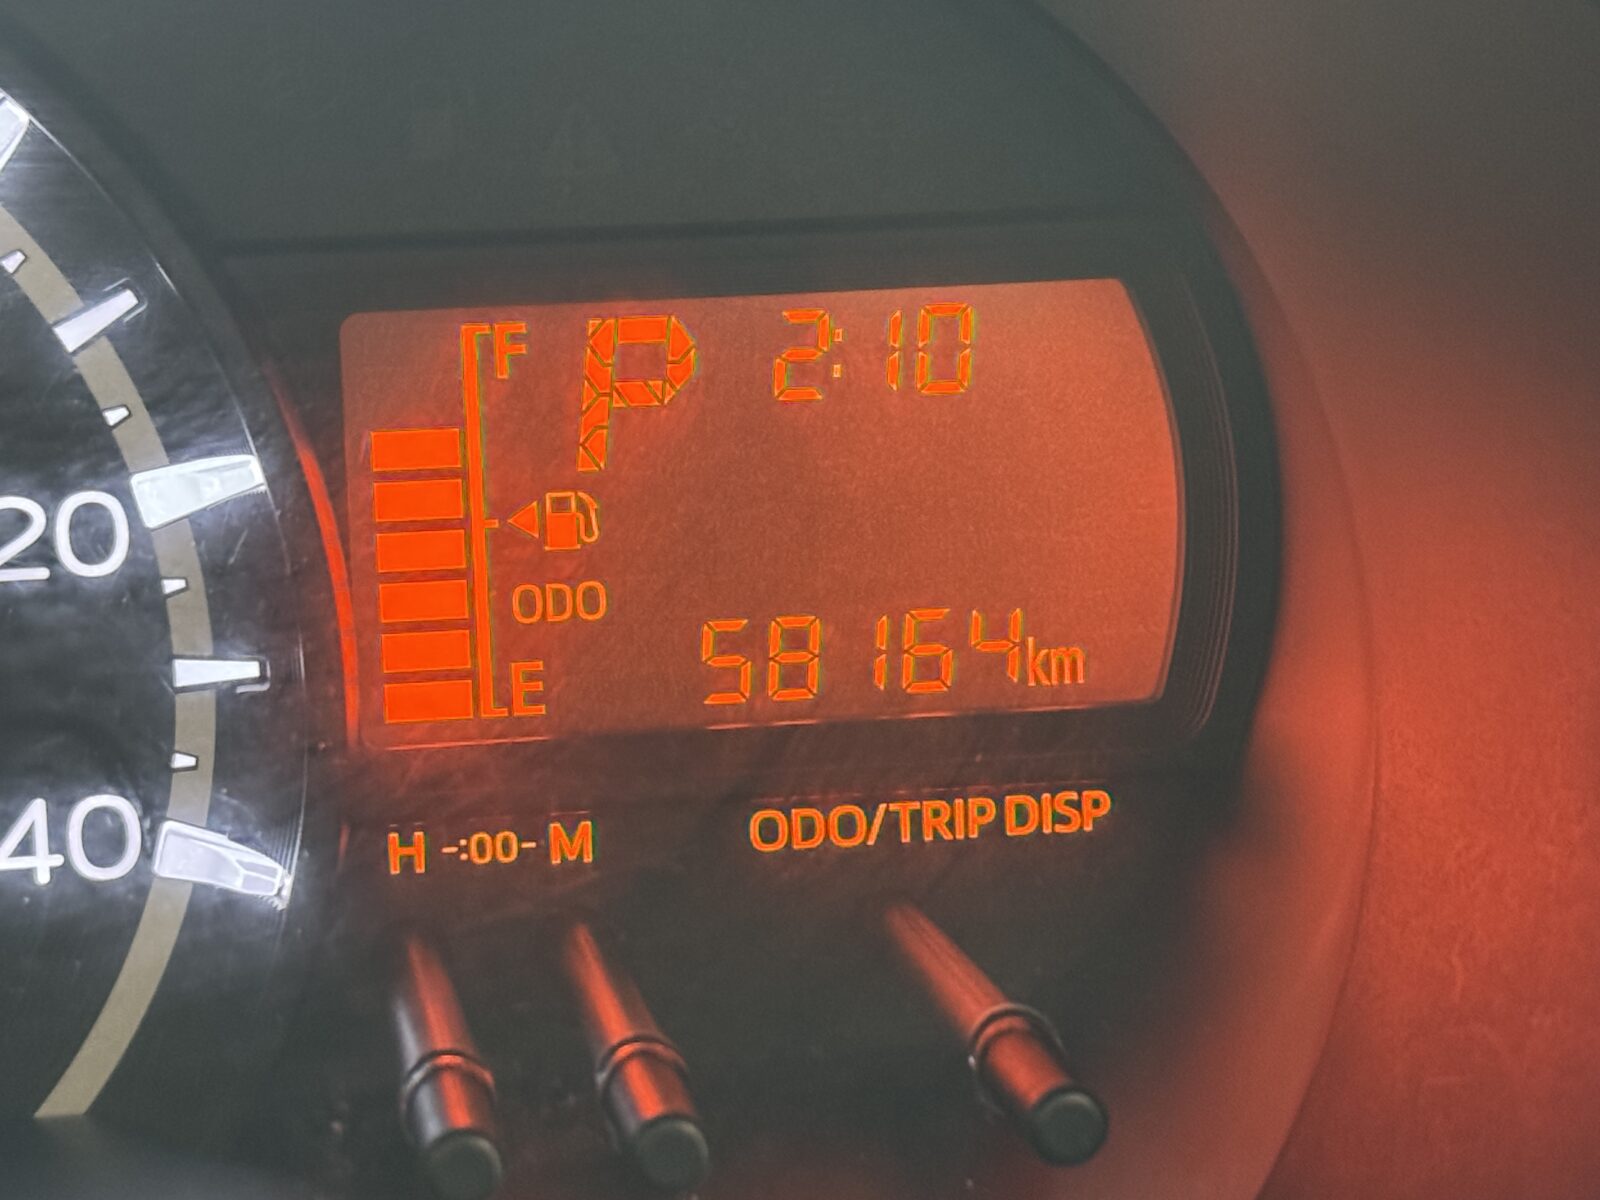 F P 2:10
20
ODO
E 58164km
40
H -:00- M ODO/TRIP DISP